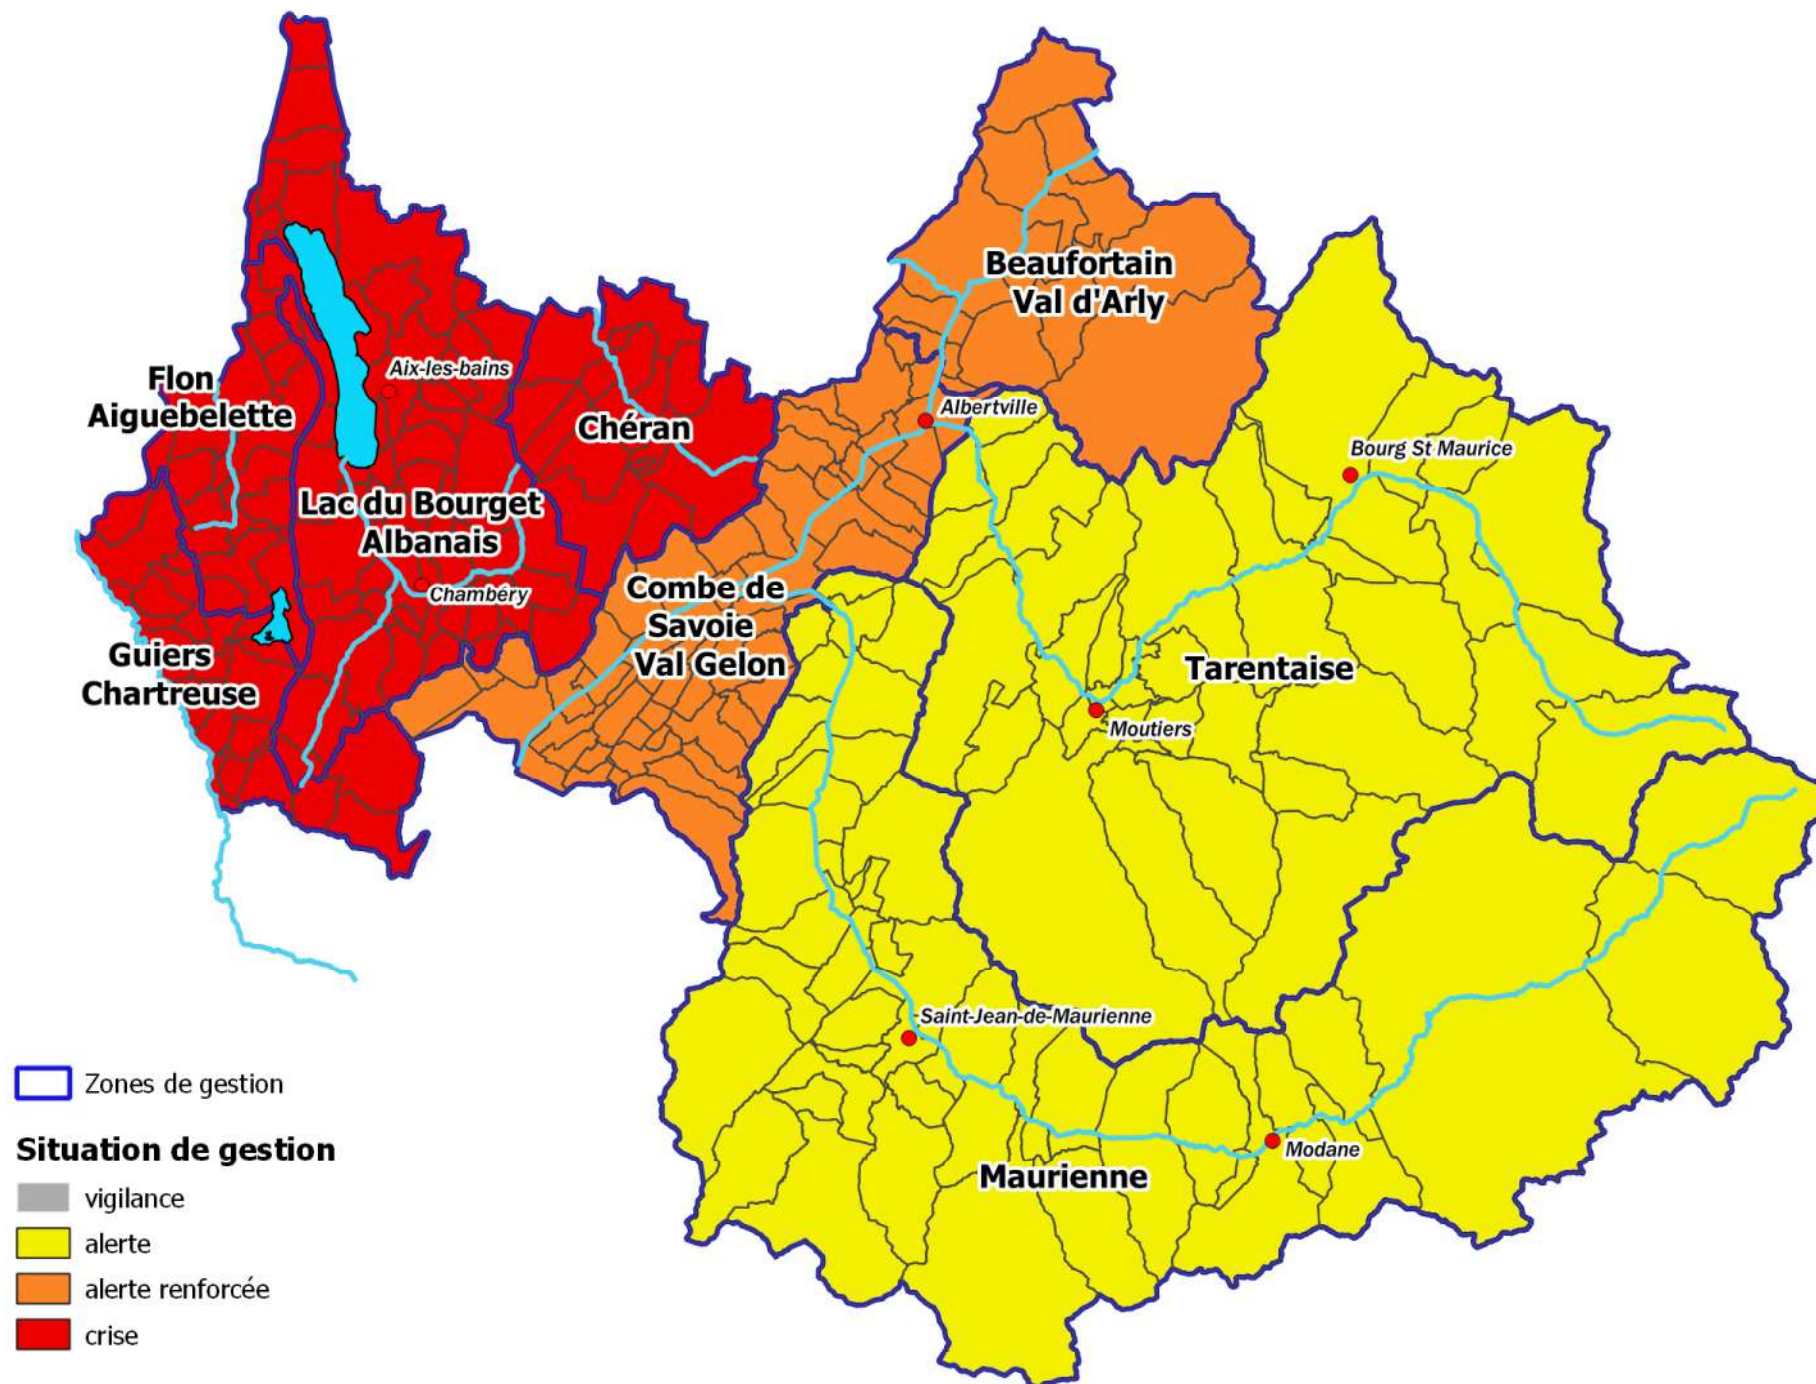 Beaufortain
Val d'Arly
Flon
Aiguebelette
Aix-les-bains
Chéran
Albertville
Bourg St Maurice
Lac du Bourget
Albanais
Chambéry
Combe de
Savoie
Val Gelon
Guiers
Chartreuse
Tarentaise
Moutiers
Saint-Jean-de-Maurienne
Modane
Maurienne
Zones de gestion
Situation de gestion
vigilance
alerte
alerte renforcée
crise